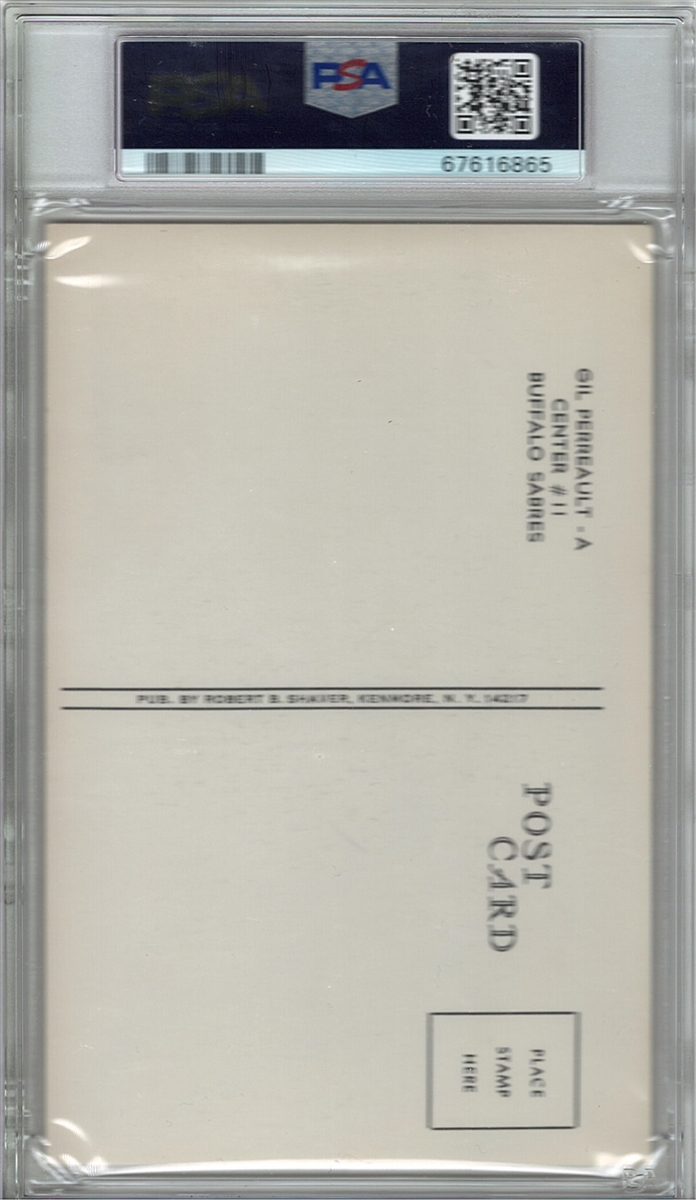 PSA
PSA
67616865
GIL PERREAULT - A
CENTER # 11
BUFFALO SABRES
PUB. BY ROBERT B. SHAVER, KENMORE, N. Y. 14217
POST
CARD
PLACE
STAMP
HERE